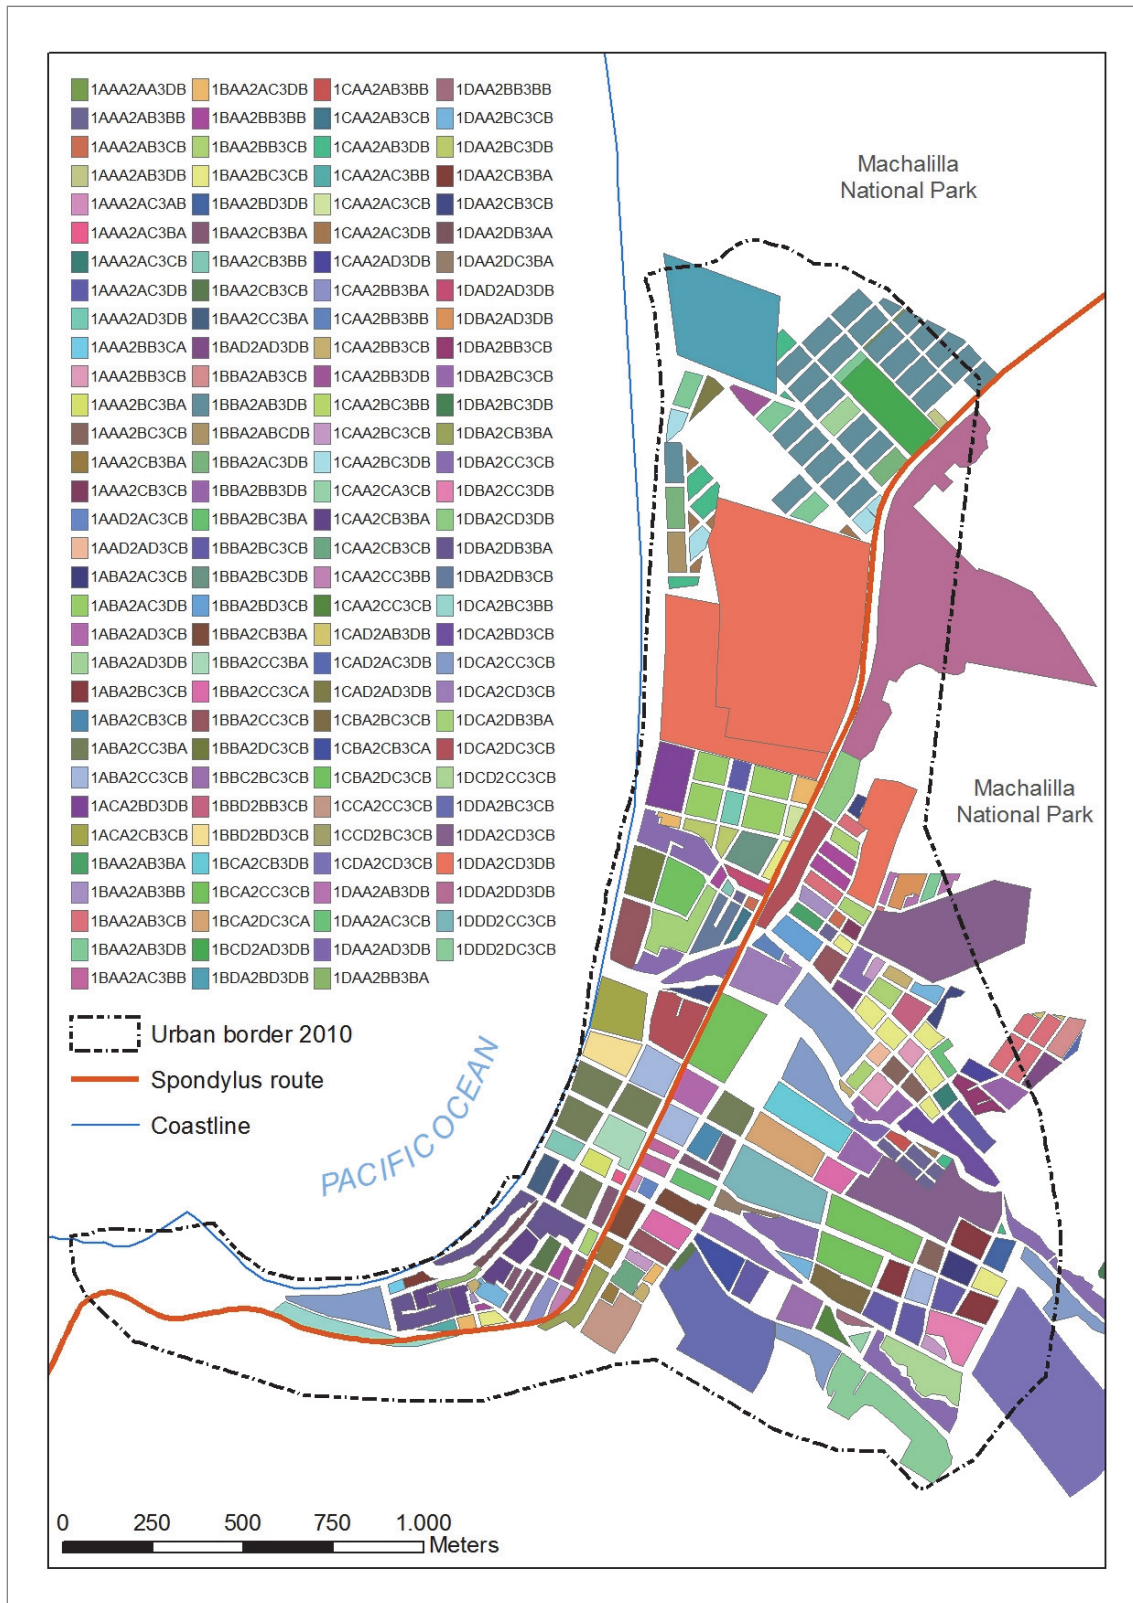 1AAA2AA3DB 1BAA2AC3DB 1CAA2AB3BB 1DAA2BB3BB
1AAA2AB3BB 1BAA2BB3BB 1CAA2AB3CB 1DAA2BC3CB
1AAA2AB3CB 1BAA2BB3CB 1CAA2AB3DB 1DAA2BC3DB
1AAA2AB3DB 1BAA2BC3CB 1CAA2AC3BB 1DAA2CB3BA
1AAA2AC3AB 1BAA2BD3DB 1CAA2AC3CB 1DAA2CB3CB
1AAA2AC3BA 1BAA2CB3BA 1CAA2AC3DB 1DAA2DB3AA
1AAA2AC3CB 1BAA2CB3BB 1CAA2AD3DB 1DAA2DC3BA
1AAA2AC3DB 1BAA2CB3CB 1CAA2BB3BA 1DAD2AD3DB
1AAA2AD3DB 1BAA2CC3BA 1CAA2BB3BB 1DBA2AD3DB
1AAA2BB3CA 1BAD2AD3DB 1CAA2BB3CB 1DBA2BB3CB
1AAA2BB3CB 1BBA2AB3CB 1CAA2BB3DB 1DBA2BC3CB
1AAA2BC3BA 1BBA2AB3DB 1CAA2BC3BB 1DBA2BC3DB
1AAA2BC3CB 1BBA2ABCDB 1CAA2BC3CB 1DBA2CB3BA
1AAA2CB3BA 1BBA2AC3DB 1CAA2BC3DB 1DBA2CC3CB
1AAA2CB3CB 1BBA2BB3DB 1CAA2CA3CB 1DBA2CC3DB
1AAD2AC3CB 1BBA2BC3BA 1CAA2CB3BA 1DBA2CD3DB
1AAD2AD3CB 1BBA2BC3CB 1CAA2CB3CB 1DBA2DB3BA
1ABA2AC3CB 1BBA2BC3DB 1CAA2CC3BB 1DBA2DB3CB
1ABA2AC3DB 1BBA2BD3CB 1CAA2CC3CB 1DCA2BC3BB
1ABA2AD3CB 1BBA2CB3BA 1CAD2AB3DB 1DCA2BD3CB
1ABA2AD3DB 1BBA2CC3BA 1CAD2AC3DB 1DCA2CC3CB
1ABA2BC3CB 1BBA2CC3CA 1CAD2AD3DB 1DCA2CD3CB
1ABA2CB3CB 1BBA2CC3CB 1CBA2BC3CB 1DCA2DB3BA
1ABA2CC3BA 1BBA2DC3CB 1CBA2CB3CA 1DCA2DC3CB
1ABA2CC3CB 1BBC2BC3CB 1CBA2DC3CB 1DCD2CC3CB
1ACA2BD3DB 1BBD2BB3CB 1CCA2CC3CB 1DDA2BC3CB
1ACA2CB3CB 1BBD2BD3CB 1CCD2BC3CB 1DDA2CD3CB
1BAA2AB3BA 1BCA2CB3DB 1CDA2CD3CB 1DDA2CD3DB
1BAA2AB3BB 1BCA2CC3CB 1DAA2AB3DB 1DDA2DD3DB
1BAA2AB3CB 1BCA2DC3CA 1DAA2AC3CB 1DDD2CC3CB
1BAA2AB3DB 1BCD2AD3DB 1DAA2AD3DB 1DDD2DC3CB
1BAA2AC3BB 1BDA2BD3DB 1DAA2BB3BA
Urban border 2010
Spondylus route
Coastline
Machalilla
National Park
Machalilla
National Park
PACIFIC OCEAN
0 250 500 750 1.000
Meters